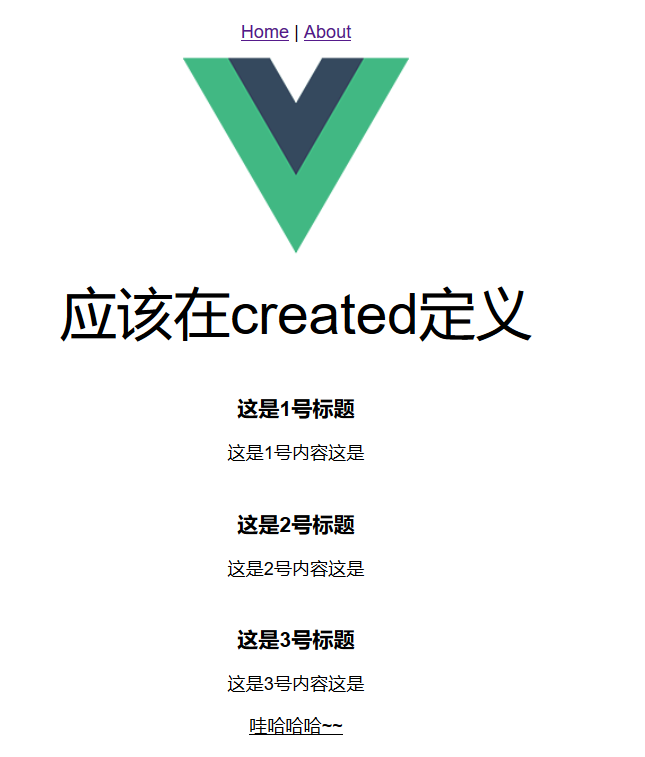 Home | About
应该在created定义
这是1号标题
这是1号内容这是
这是2号标题
这是2号内容这是
这是3号标题
这是3号内容这是
哇哈哈哈~~